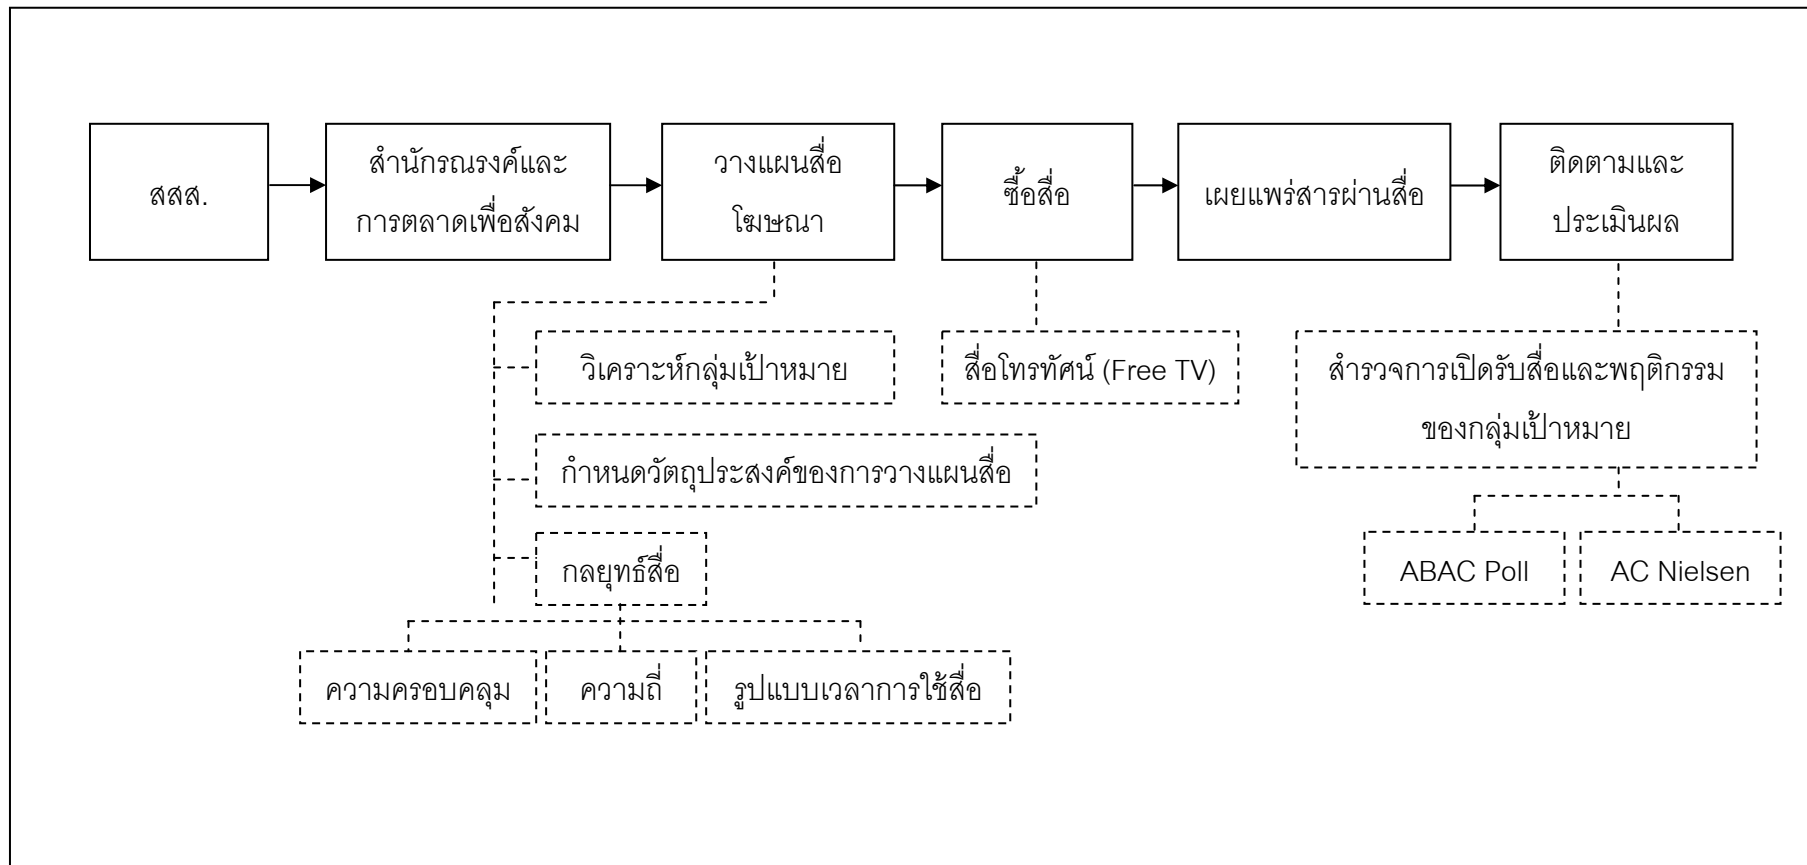 สสส.
สำนักรณรงค์และ
การตลาดเพื่อสังคม
วางแผนสื่อ
โฆษณา
ซื้อสื่อ
เผยแพร่สารผ่านสื่อ
ติดตามและ
ประเมินผล
วิเคราะห์กลุ่มเป้าหมาย
สื่อโทรทัศน์ (Free TV)
สำรวจการเปิดรับสื่อและพฤติกรรม
ของกลุ่มเป้าหมาย
กำหนดวัตถุประสงค์ของการวางแผนสื่อ
กลยุทธ์สื่อ
ABAC Poll
AC Nielsen
ความครอบคลุม
ความถี่
รูปแบบเวลาการใช้สื่อ